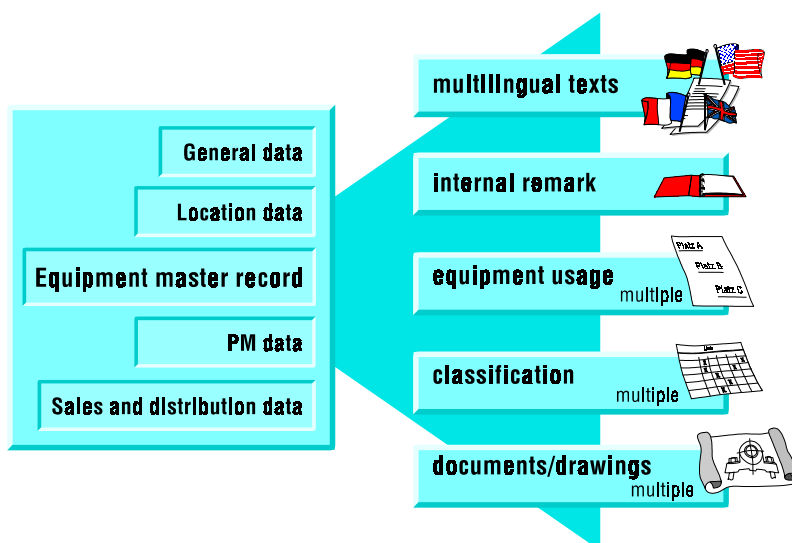 General data
Location data
Equipment master record
PM data
Sales and distribution data
multilingual texts
internal remark
equipment usage
multiple
Platz A
Platz B
Platz C
classification
multiple
documents/drawings
multiple